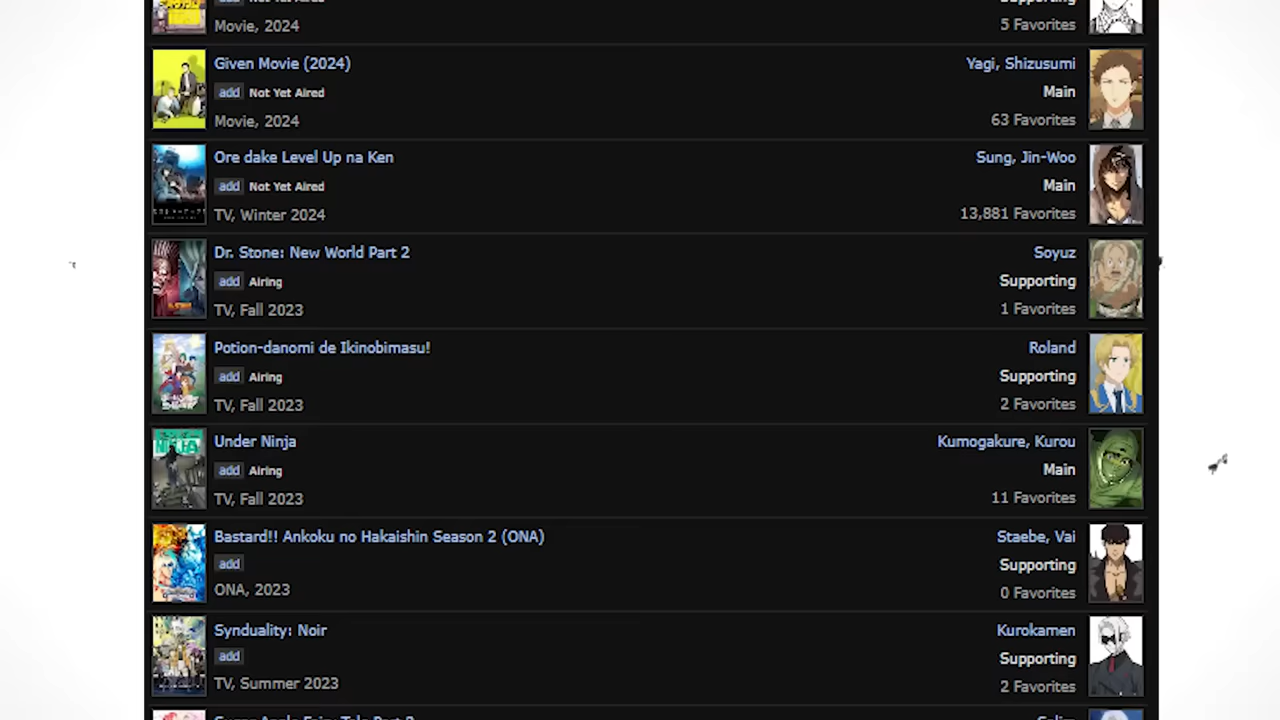 add Not Yet Aired Supporting
Movie, 2024 5 Favorites
Given Movie (2024) Yagi, Shizusumi
add Not Yet Aired Main
Movie, 2024 63 Favorites
Ore dake Level Up na Ken Sung, Jin-Woo
add Not Yet Aired Main
TV, Winter 2024 13,881 Favorites
Dr. Stone: New World Part 2 Soyuz
add Airing Supporting
TV, Fall 2023 1 Favorites
Potion-danomi de Ikinobimasu! Roland
add Airing Supporting
TV, Fall 2023 2 Favorites
Under Ninja Kumogakure, Kurou
add Airing Main
TV, Fall 2023 11 Favorites
Bastard!! Ankoku no Hakaishin Season 2 (ONA) Staebe, Vai
add Supporting
ONA, 2023 0 Favorites
Synduality: Noir Kurokamen
add Supporting
TV, Summer 2023 2 Favorites